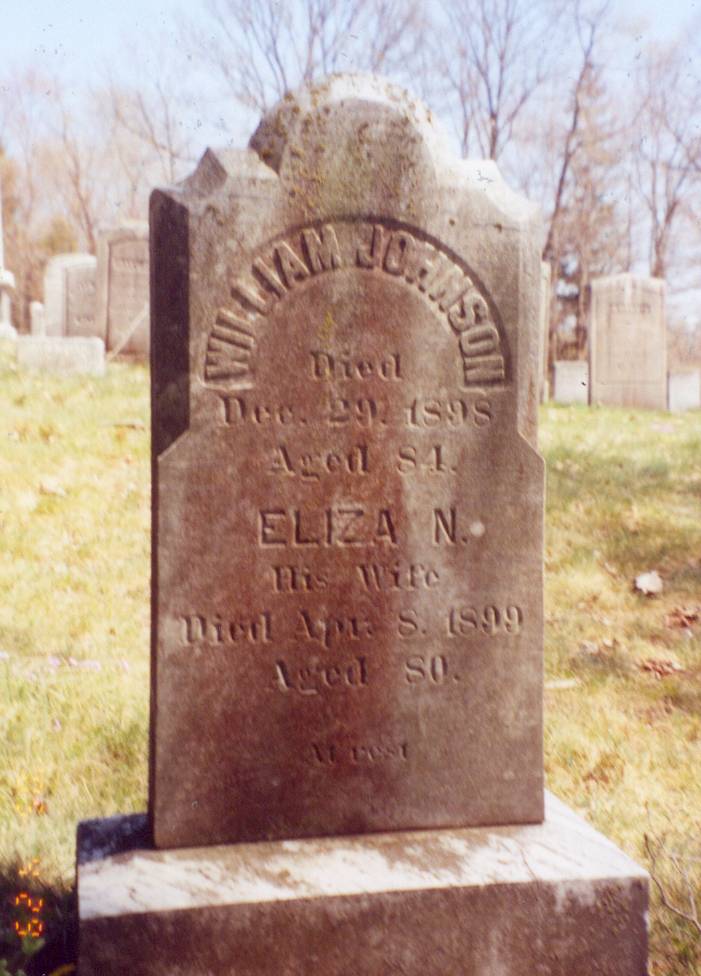 WILLIAM JOHNSON
Died
Dec. 29. 1898
Aged 84.
ELIZA N.
His Wife
Died Apr. 8. 1899
Aged 80.
At rest